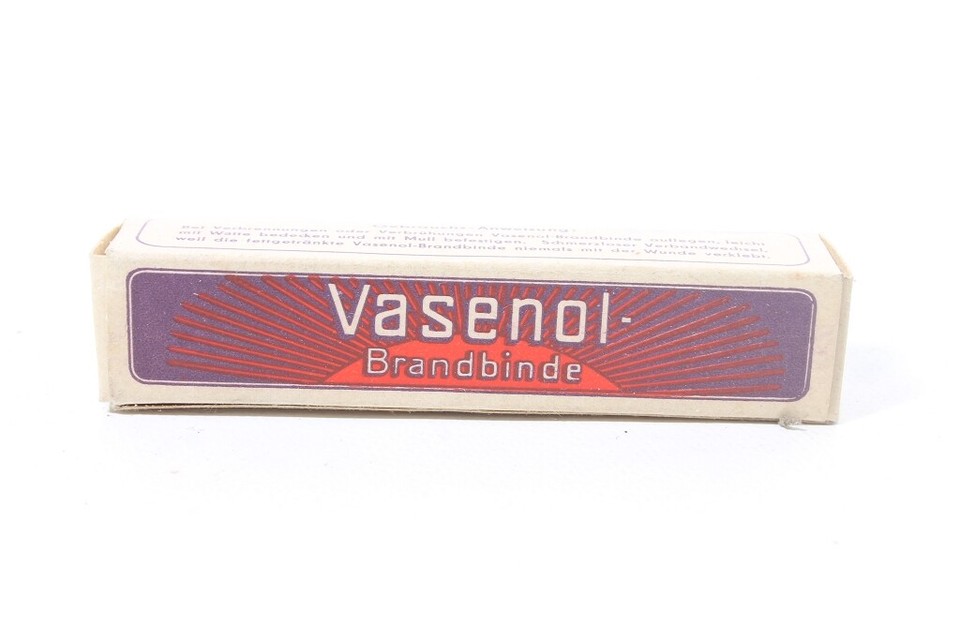 Gebrauchs-Anweisung:
Bei Verbrennungen oder Verbrühungen Vasenol-Brandbinde auflegen, leicht
mit Watte bedecken und mit Mull befestigen. Schmerzloser Verbandwechsel,
weil die fettgetränkte Vasenol-Brandbinde niemals mit der Wunde verklebt.
Vasenol-
Brandbinde